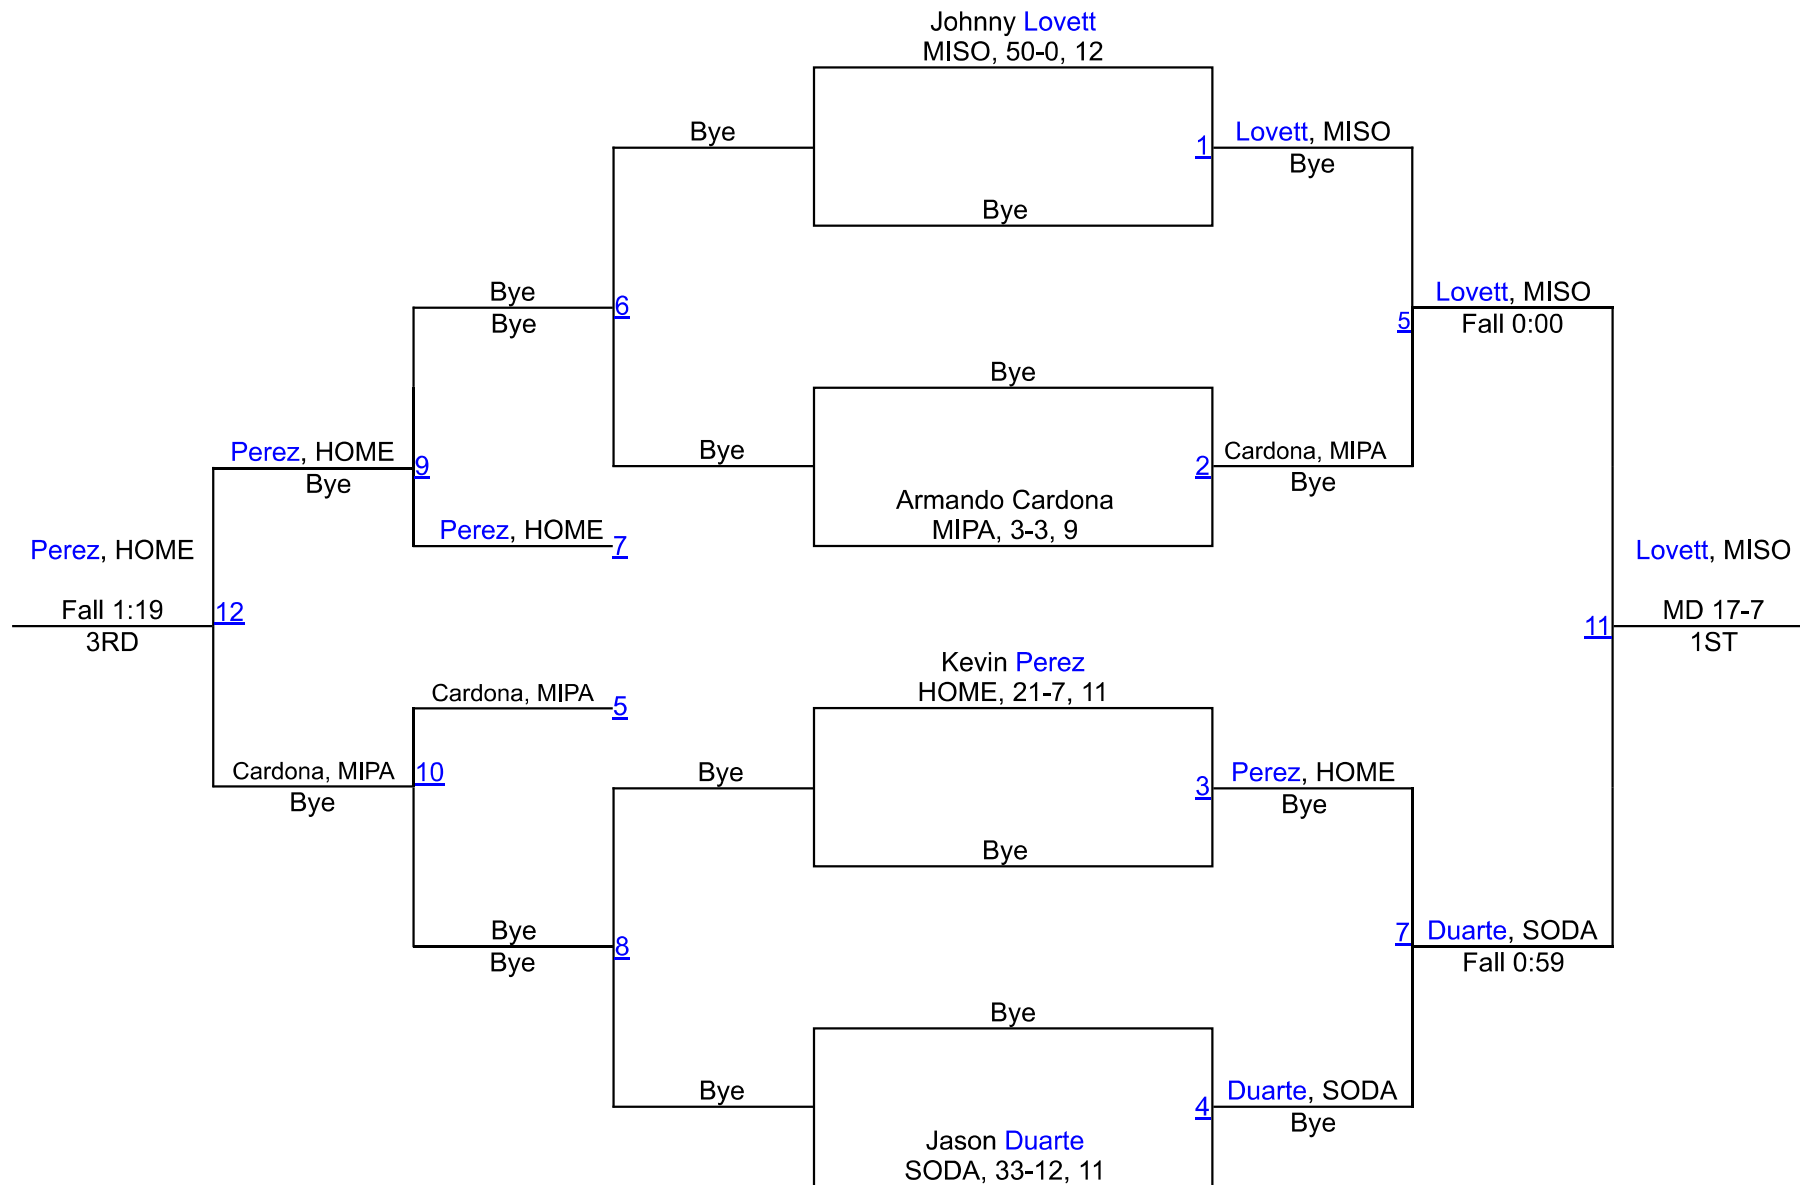 Johnny Lovett
MISO, 50-0, 12
Bye
1
Lovett, MISO
Bye
Bye
Bye
Bye
6
Lovett, MISO
5
Fall 0:00
Bye
Perez, HOME
9
Bye
Bye
2
Cardona, MIPA
Bye
Armando Cardona
MIPA, 3-3, 9
Perez, HOME
7
Perez, HOME
Fall 1:19
12
3RD
Lovett, MISO
11
MD 17-7
1ST
Kevin Perez
HOME, 21-7, 11
Cardona, MIPA
5
Cardona, MIPA
10
Bye
Bye
3
Perez, HOME
Bye
Bye
Bye
8
Bye
7
Duarte, SODA
Fall 0:59
Bye
Bye
4
Duarte, SODA
Bye
Jason Duarte
SODA, 33-12, 11